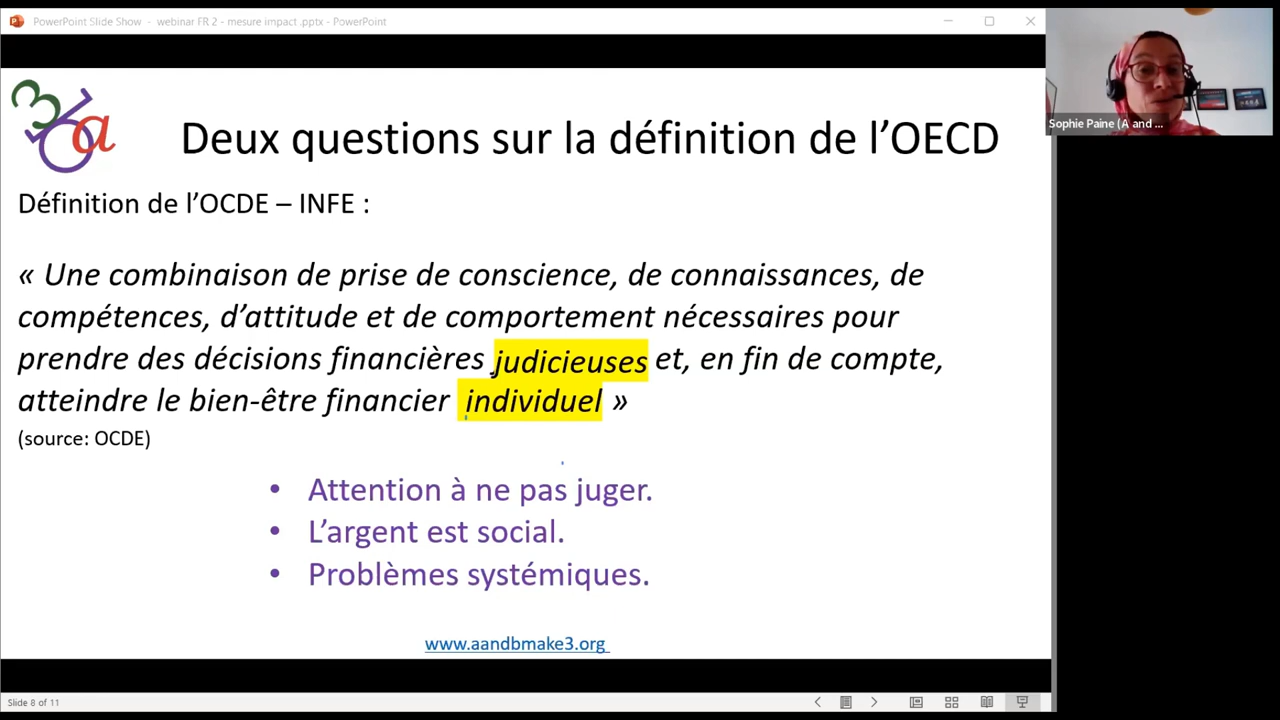 PowerPoint Slide Show - webinar FR 2 - mesure impact .pptx - PowerPoint
Sophie Paine (A and ...
36a
Deux questions sur la définition de l’OECD
Définition de l’OCDE – INFE :
« Une combinaison de prise de conscience, de connaissances, de
compétences, d’attitude et de comportement nécessaires pour
prendre des décisions financières judicieuses et, en fin de compte,
atteindre le bien-être financier individuel »
(source: OCDE)
• Attention à ne pas juger.
• L’argent est social.
• Problèmes systémiques.
www.aandbmake3.org
Slide 8 of 11